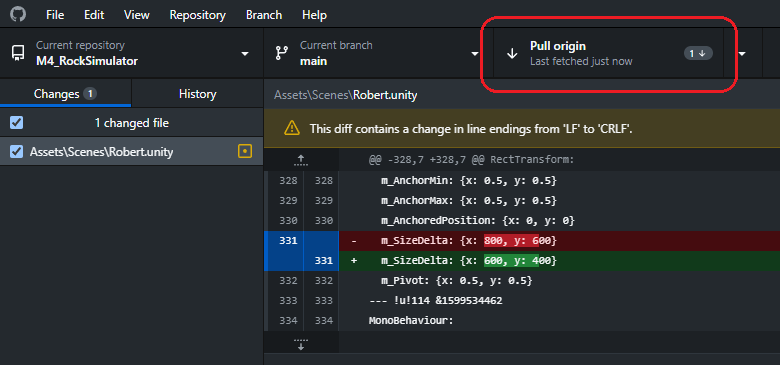 File Edit View Repository Branch Help
Current repository
M4_RockSimulator
Current branch
main
Pull origin
Last fetched just now
1
Changes 1
History
Assets\Scenes\Robert.unity
1 changed file
Assets\Scenes\Robert.unity
This diff contains a change in line endings from 'LF' to 'CRLF'.
@@ -328,7 +328,7 @@ RectTransform:
328 328 m_AnchorMin: {x: 0.5, y: 0.5}
329 329 m_AnchorMax: {x: 0.5, y: 0.5}
330 330 m_AnchoredPosition: {x: 0, y: 0}
331 - m_SizeDelta: {x: 800, y: 600}
331 + m_SizeDelta: {x: 600, y: 400}
332 332 m_Pivot: {x: 0.5, y: 0.5}
333 333 --- !u!114 &1599534462
334 334 MonoBehaviour: